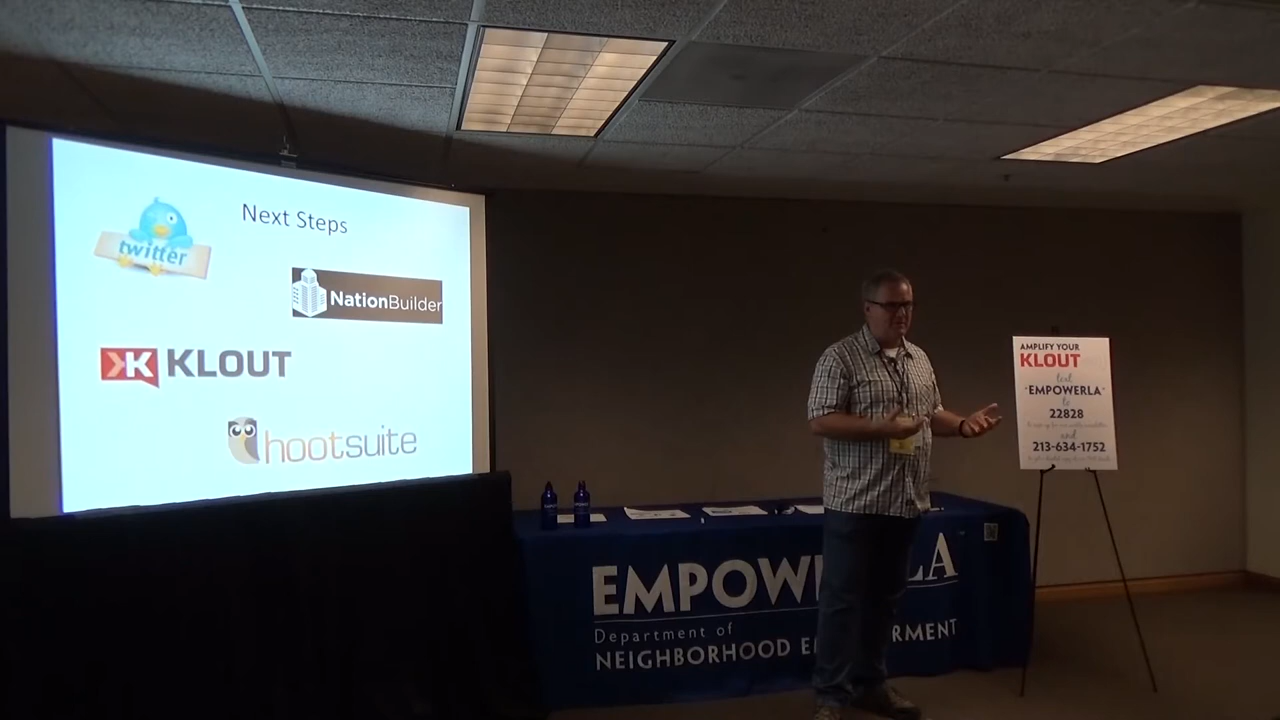 Next Steps
twitter
NationBuilder
KLOUT
hootsuite
AMPLIFY YOUR
KLOUT
text
"EMPOWERLA"
to
22828
and
213-634-1752
EMPOW LA
Department of
NEIGHBORHOOD E RMENT